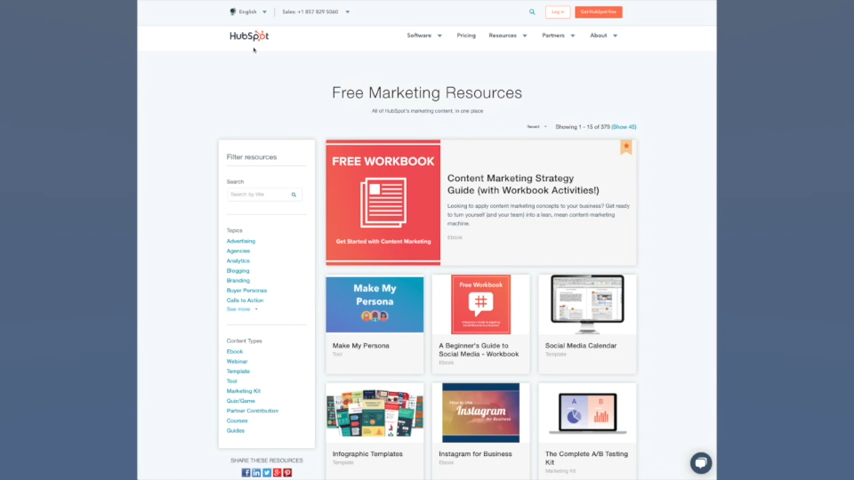 English
Sales: +1 857 829 5060
Log in
Get HubSpot free
HubSpot
Software
Pricing
Resources
Partners
About
Free Marketing Resources
All of HubSpot's marketing content, in one place
Newest
Showing 1 - 15 of 379 (Show 45)
Filter resources
Search
Search by title
Topics
Advertising
Agencies
Analytics
Blogging
Branding
Buyer Personas
Calls to Action
See more
Content Types
Ebook
Webinar
Template
Tool
Marketing Kit
Quiz/Game
Partner Contribution
Courses
Guides
SHARE THESE RESOURCES
FREE WORKBOOK
Get Started with Content Marketing
Content Marketing Strategy
Guide (with Workbook Activities!)
Looking to apply content marketing concepts to your business? Get ready
to turn yourself (and your team) into a lean, mean content marketing
machine.
Ebook
Make My
Persona
Make My Persona
Tool
Free Workbook
#
A Beginner's Guide to
Social Media - Workbook
Ebook
Social Media Calendar
Template
Infographic Templates
Template
Instagram
for Business
Instagram for Business
Ebook
The Complete A/B Testing
Kit
Marketing Kit